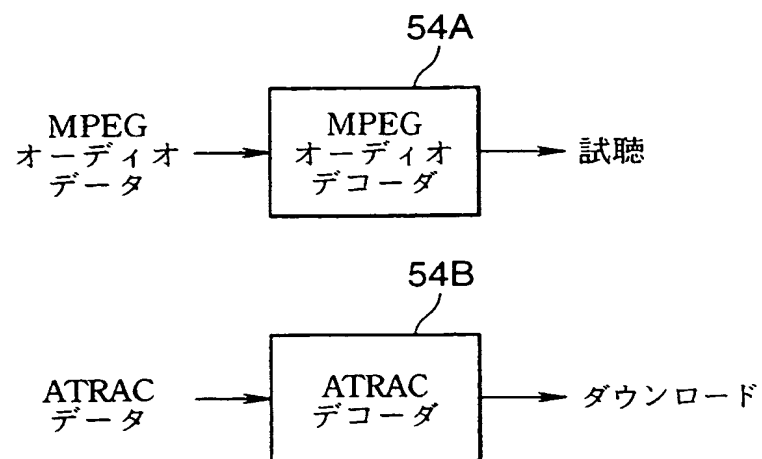 54A
MPEG
オーディオ
データ
MPEG
オーディオ
デコーダ
試聴
54B
ATRAC
データ
ATRAC
デコーダ
ダウンロード